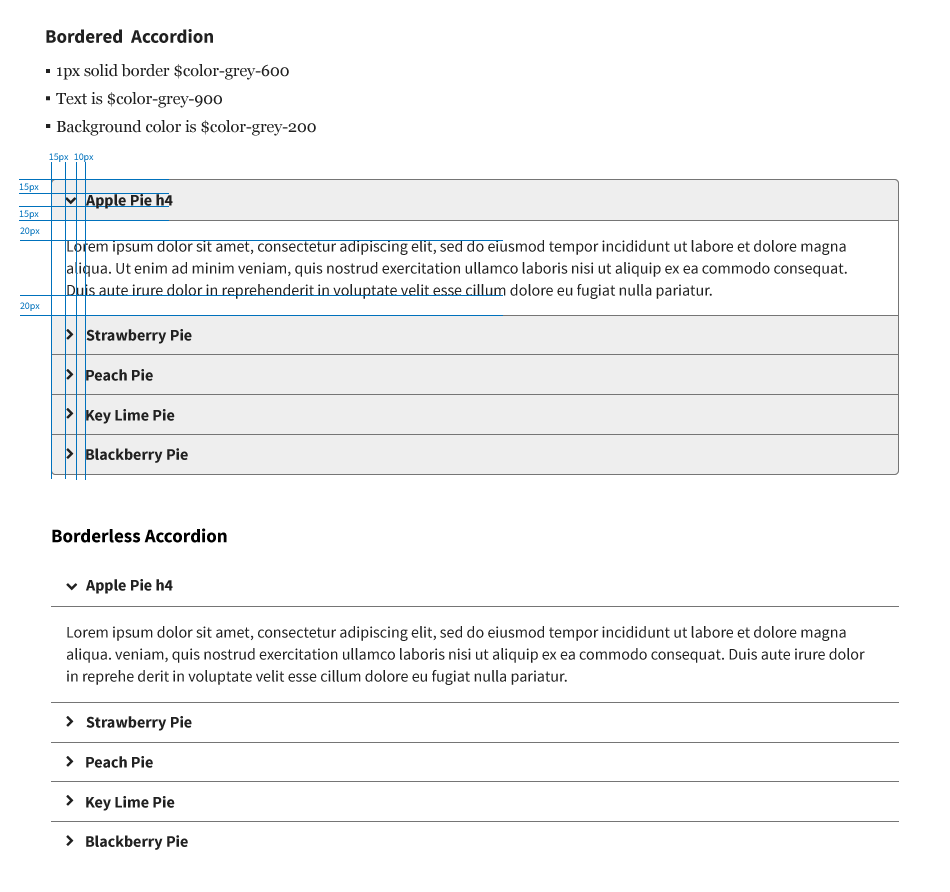 Bordered Accordion
▪ 1px solid border $color-grey-600
▪ Text is $color-grey-900
▪ Background color is $color-grey-200
15px 10px
15px
Apple Pie h4
15px
20px
Lorem ipsum dolor sit amet, consectetur adipiscing elit, sed do eiusmod tempor incididunt ut labore et dolore magna
aliqua. Ut enim ad minim veniam, quis nostrud exercitation ullamco laboris nisi ut aliquip ex ea commodo consequat.
Duis aute irure dolor in reprehenderit in voluptate velit esse cillum dolore eu fugiat nulla pariatur.
20px
Strawberry Pie
Peach Pie
Key Lime Pie
Blackberry Pie
Borderless Accordion
Apple Pie h4
Lorem ipsum dolor sit amet, consectetur adipiscing elit, sed do eiusmod tempor incididunt ut labore et dolore magna
aliqua. veniam, quis nostrud exercitation ullamco laboris nisi ut aliquip ex ea commodo consequat. Duis aute irure dolor
in reprehe derit in voluptate velit esse cillum dolore eu fugiat nulla pariatur.
Strawberry Pie
Peach Pie
Key Lime Pie
Blackberry Pie